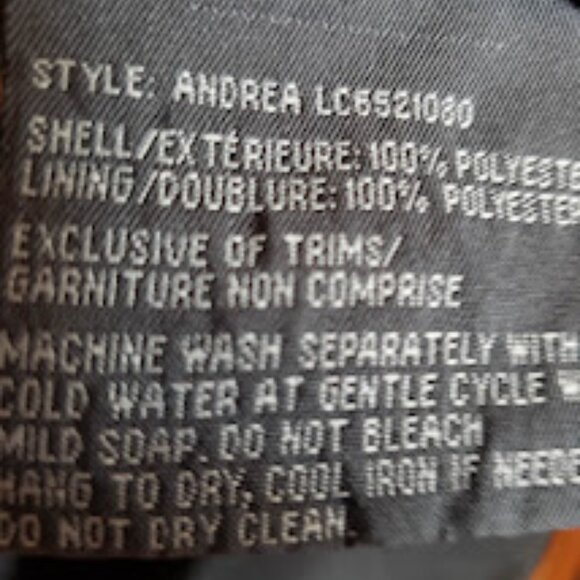 STYLE: ANDREA LC6521080
SHELL/EXTÉRIEURE: 100% POLYESTE
LINING/DOUBLURE: 100% POLYESTER
EXCLUSIVE OF TRIMS/
GARNITURE NON COMPRISE
MACHINE WASH SEPARATELY WITH
COLD WATER AT GENTLE CYCLE W
MILD SOAP. DO NOT BLEACH
HANG TO DRY, COOL IRON IF NEEDE
DO NOT DRY CLEAN.